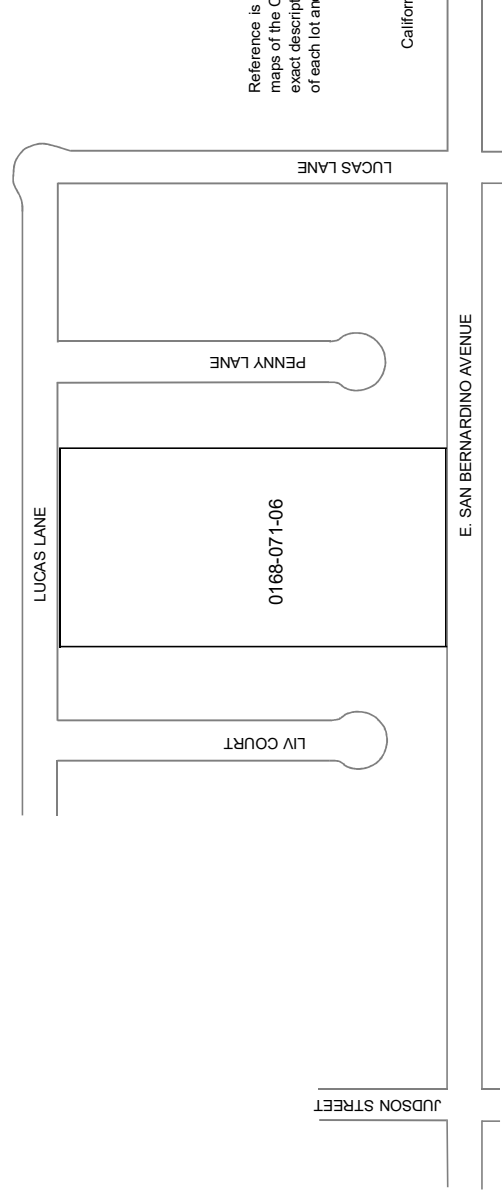 LUCAS LANE
LUCAS LANE
PENNY LANE
0168-071-06
LIV COURT
E. SAN BERNARDINO AVENUE
JUDSON STREET
Reference is
maps of the
exact descript
of each lot and
Californ